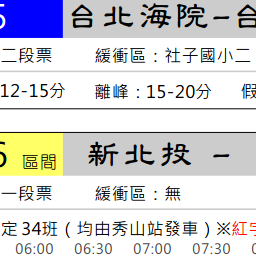 台北海院–台
二段票 緩衝區：社子國小二
12-15分 離峰：15-20分 假
6 區間 新北投 –
一段票 緩衝區：無
定34班（均由秀山站發車）※紅字
06:00 06:30 07:00 07:30 08